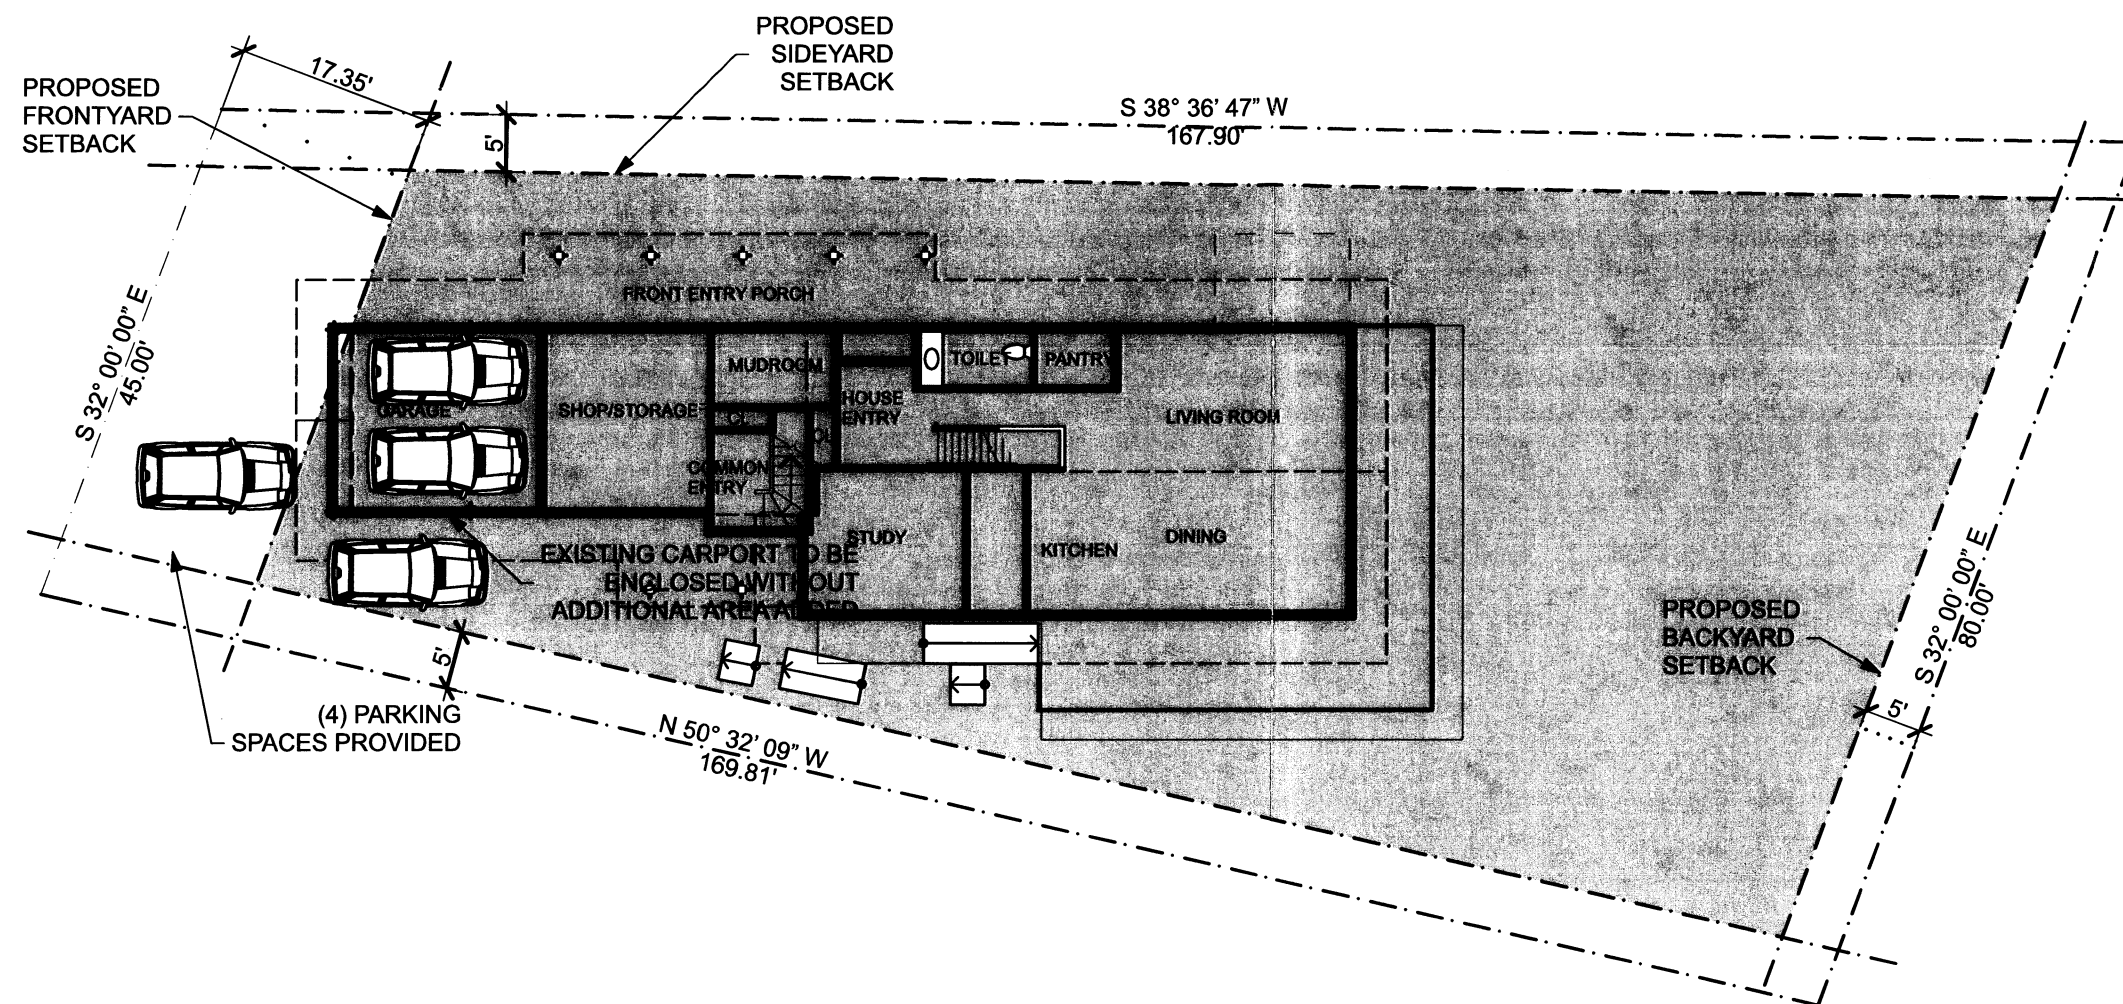 PROPOSED
SIDEYARD
SETBACK
17.35'
PROPOSED
FRONTYARD
SETBACK
5'
S 38° 36' 47” W
167.90'
S 32° 00' 00” E
45.00'
FRONT ENTRY PORCH
MUDROOM
TOILET
PANTRY
GARAGE
SHOP/STORAGE
CL
HOUSE
ENTRY
LIVING ROOM
COMMON
ENTRY
STUDY
KITCHEN
DINING
EXISTING CARPORT TO BE
ENCLOSED WITHOUT
ADDITIONAL AREA ADDED
PROPOSED
BACKYARD
SETBACK
S 32° 00' 00” E
80.00'
5'
5'
(4) PARKING
SPACES PROVIDED
N 50° 32' 09” W
169.81'